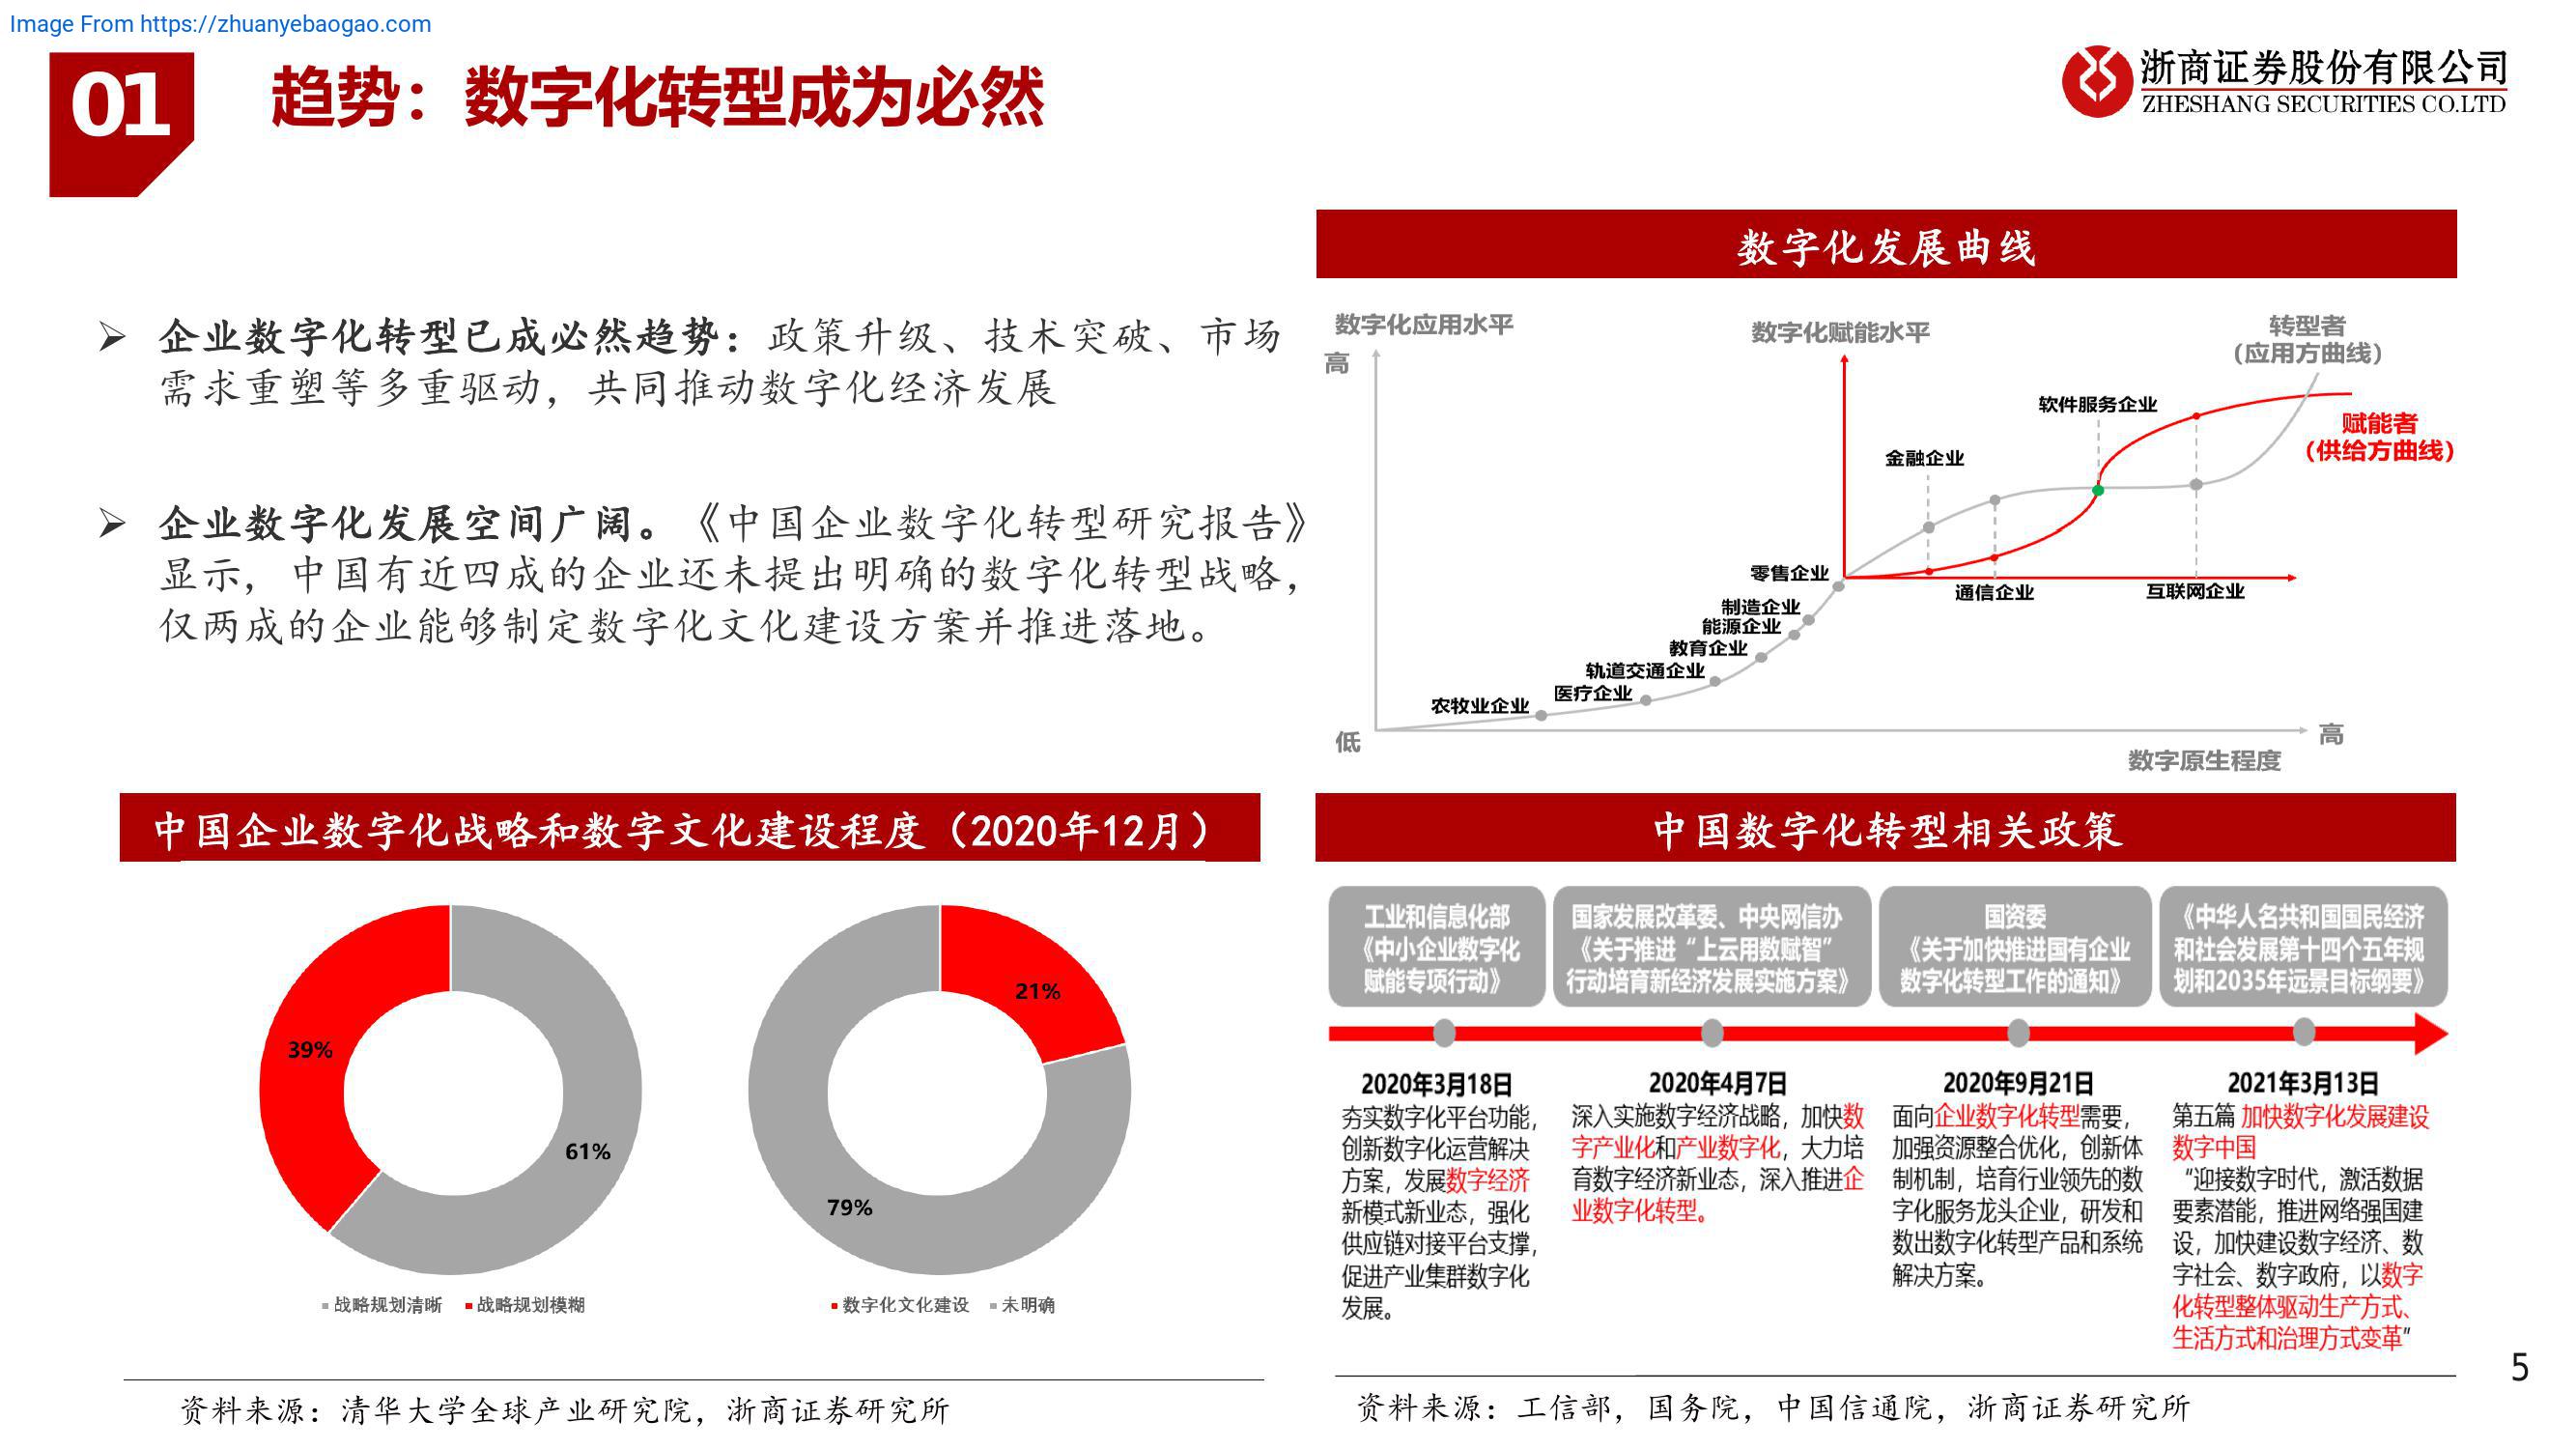 Image From https://zhuanyebaogao.com
01
趋势：数字化转型成为必然
浙商证券股份有限公司
ZHESHANG SECURITIES CO.LTD
企业数字化转型已成必然趋势：政策升级、技术突破、市场
需求重塑等多重驱动，共同推动数字化经济发展
企业数字化发展空间广阔。《中国企业数字化转型研究报告》
显示，中国有近四成的企业还未提出明确的数字化转型战略，
仅两成的企业能够制定数字化文化建设方案并推进落地。
数字化发展曲线
数字化应用水平
高
数字化赋能水平
转型者
（应用方曲线）
软件服务企业
赋能者
（供给方曲线）
金融企业
零售企业
通信企业
互联网企业
制造企业
能源企业
教育企业
轨道交通企业
医疗企业
农牧业企业
低
高
数字原生程度
中国企业数字化战略和数字文化建设程度（2020年12月）
39%
61%
战略规划清晰 战略规划模糊
21%
79%
数字化文化建设 未明确
资料来源：清华大学全球产业研究院，浙商证券研究所
中国数字化转型相关政策
工业和信息化部
《中小企业数字化
赋能专项行动》
国家发展改革委、中央网信办
《关于推进“上云用数赋智”
行动培育新经济发展实施方案》
国资委
《关于加快推进国有企业
数字化转型工作的通知》
《中华人名共和国国民经济
和社会发展第十四个五年规
划和2035年远景目标纲要》
2020年3月18日
夯实数字化平台功能，
创新数字化运营解决
方案，发展数字经济
新模式新业态，强化
供应链对接平台支撑，
促进产业集群数字化
发展。
2020年4月7日
深入实施数字经济战略，加快数
字产业化和产业数字化，大力培
育数字经济新业态，深入推进企
业数字化转型。
2020年9月21日
面向企业数字化转型需要，
加强资源整合优化，创新体
制机制，培育行业领先的数
字化服务龙头企业，研发和
数出数字化转型产品和系统
解决方案。
2021年3月13日
第五篇 加快数字化发展建设
数字中国
“迎接数字时代，激活数据
要素潜能，推进网络强国建
设，加快建设数字经济、数
字社会、数字政府，以数字
化转型整体驱动生产方式、
生活方式和治理方式变革”
资料来源：工信部，国务院，中国信通院，浙商证券研究所
5